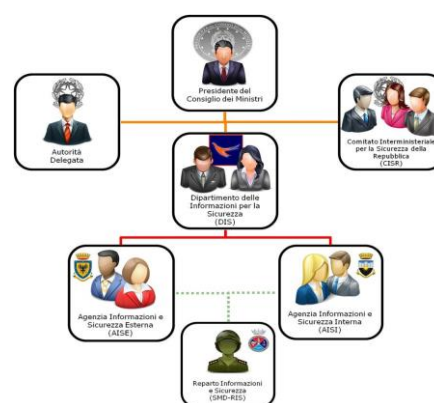 Presidente del
Consiglio dei Ministri
Autorità
Delegata
Comitato Interministeriale
per la Sicurezza della
Repubblica
(CISR)
Dipartimento delle
Informazioni per la
Sicurezza
(DIS)
Agenzia Informazioni e
Sicurezza Esterna
(AISE)
Agenzia Informazioni e
Sicurezza Interna
(AISI)
Reparto Informazioni
e Sicurezza
(SMD-RIS)